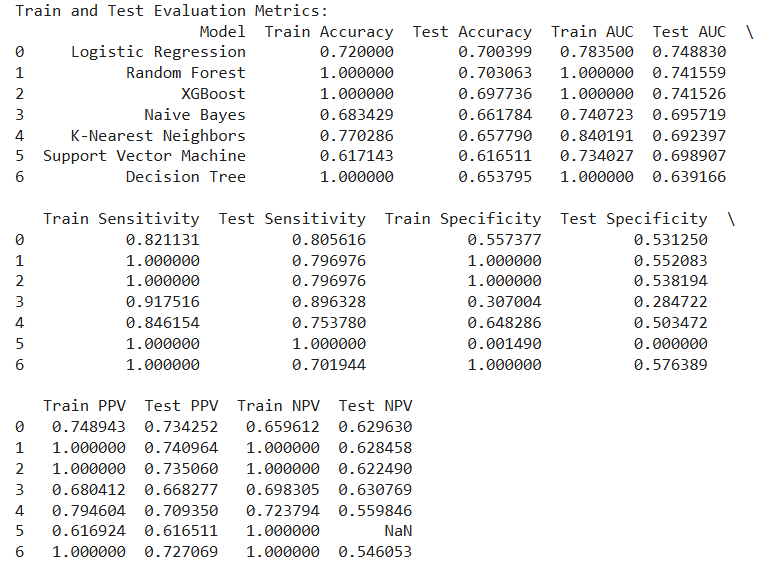 Train and Test Evaluation Metrics:
Model Train Accuracy Test Accuracy Train AUC Test AUC \
0 Logistic Regression 0.720000 0.700399 0.783500 0.748830
1 Random Forest 1.000000 0.703063 1.000000 0.741559
2 XGBoost 1.000000 0.697736 1.000000 0.741526
3 Naive Bayes 0.683429 0.661784 0.740723 0.695719
4 K-Nearest Neighbors 0.770286 0.657790 0.840191 0.692397
5 Support Vector Machine 0.617143 0.616511 0.734027 0.698907
6 Decision Tree 1.000000 0.653795 1.000000 0.639166
Train Sensitivity Test Sensitivity Train Specificity Test Specificity \
0 0.821131 0.805616 0.557377 0.531250
1 1.000000 0.796976 1.000000 0.552083
2 1.000000 0.796976 1.000000 0.538194
3 0.917516 0.896328 0.307004 0.284722
4 0.846154 0.753780 0.648286 0.503472
5 1.000000 1.000000 0.001490 0.000000
6 1.000000 0.701944 1.000000 0.576389
Train PPV Test PPV Train NPV Test NPV
0 0.748943 0.734252 0.659612 0.629630
1 1.000000 0.740964 1.000000 0.628458
2 1.000000 0.735060 1.000000 0.622490
3 0.680412 0.668277 0.698305 0.630769
4 0.794604 0.709350 0.723794 0.559846
5 0.616924 0.616511 1.000000 NaN
6 1.000000 0.727069 1.000000 0.546053